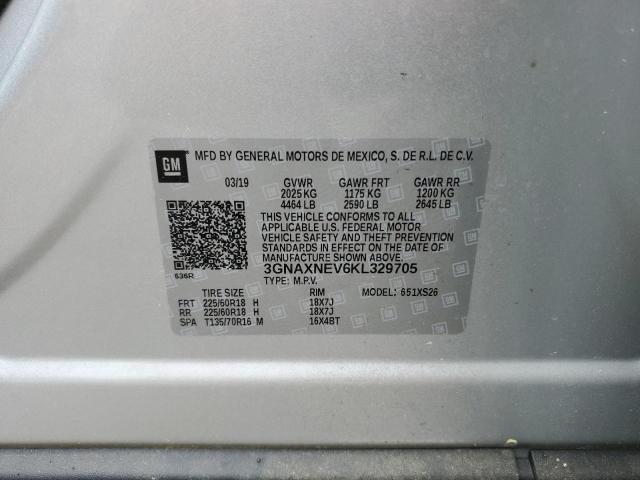 GM
MFD BY GENERAL MOTORS DE MEXICO, S. DE R.L. DE C.V.
03/19 GVWR GAWR FRT GAWR RR
2025 KG 1175 KG 1200 KG
4464 LB 2590 LB 2645 LB
THIS VEHICLE CONFORMS TO ALL
APPLICABLE U.S. FEDERAL MOTOR
VEHICLE SAFETY AND THEFT PREVENTION
STANDARDS IN EFFECT ON THE DATE OF
MANUFACTURE SHOWN ABOVE.
3GNAXNEV6KL329705
636R
TYPE: M.P.V.
TIRE SIZE RIM MODEL: 651XS26
FRT 225/60R18 H 18X7J
RR 225/60R18 H 18X7J
SPA T135/70R16 M 16X4BT